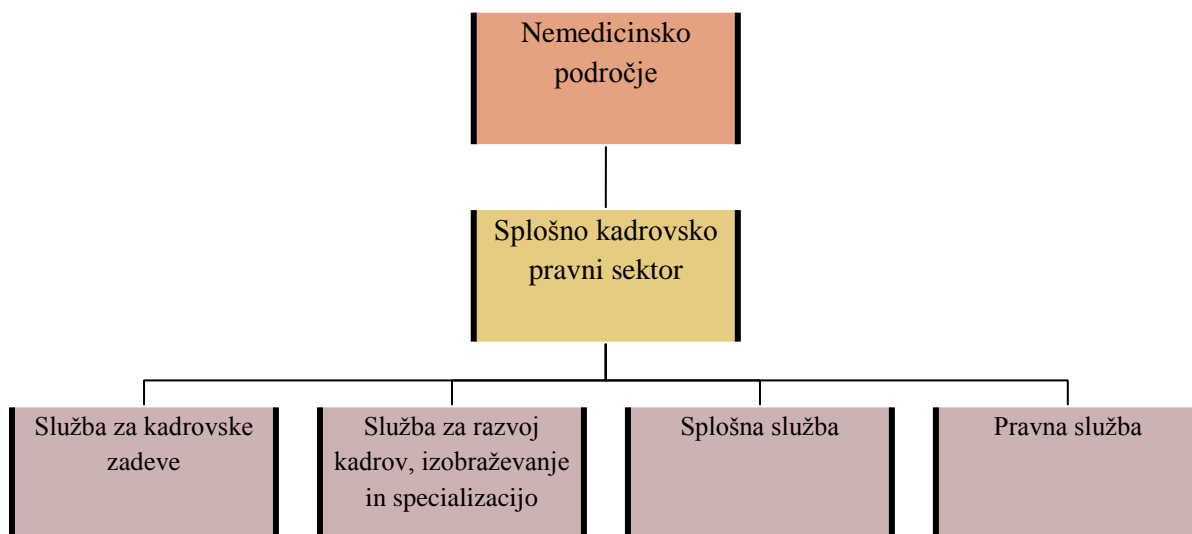 Nemedicinsko
področje
Splošno kadrovsko
pravni sektor
Služba za kadrovske
zadeve
Služba za razvoj
kadrov, izobraževanje
in specializacijo
Splošna služba
Pravna služba